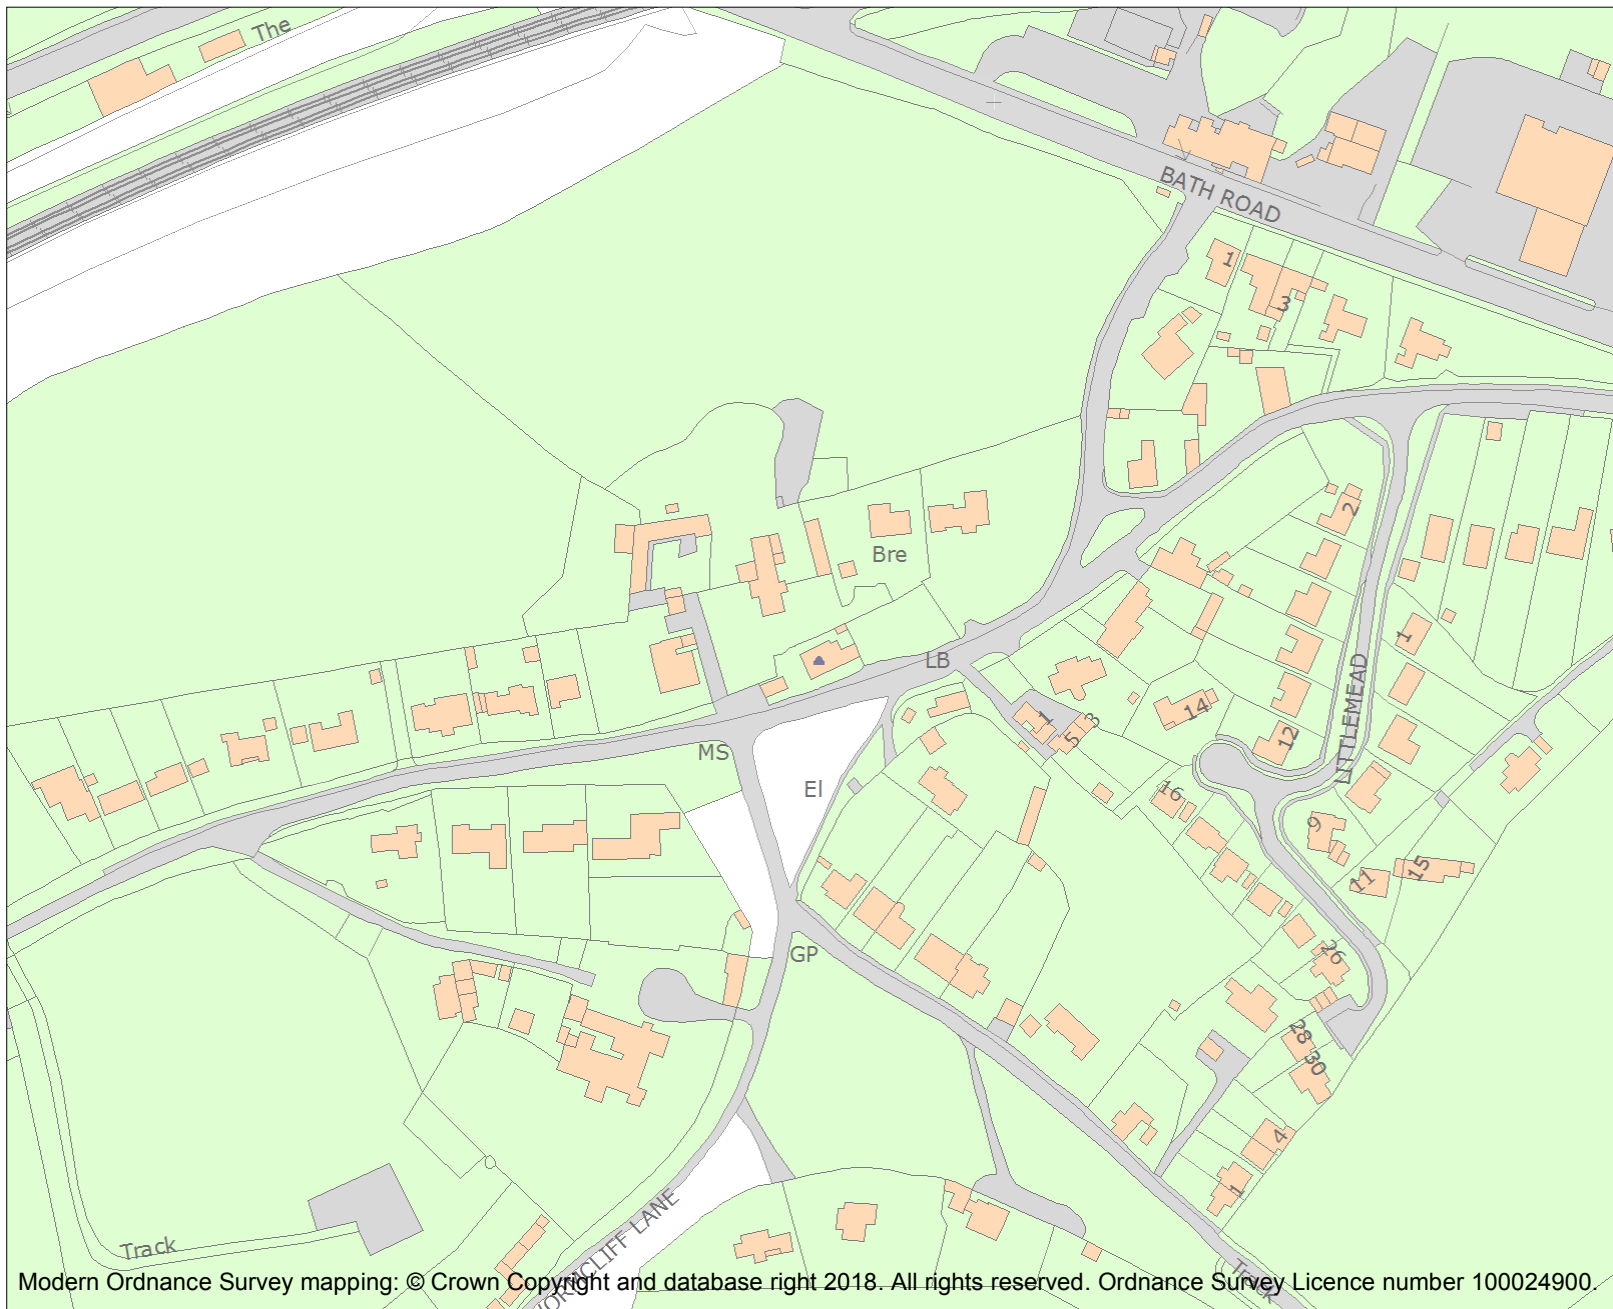 The
BATH ROAD
1
3
2
Bre
1
LB
LITTLEMEAD
14
1
3
5
12
MS
El
16
9
11
15
26
GP
28
30
4
1
Track
Track
Modern Ordnance Survey mapping: © Crown Copyright and database right 2018. All rights reserved. Ordnance Survey Licence number 100024900.